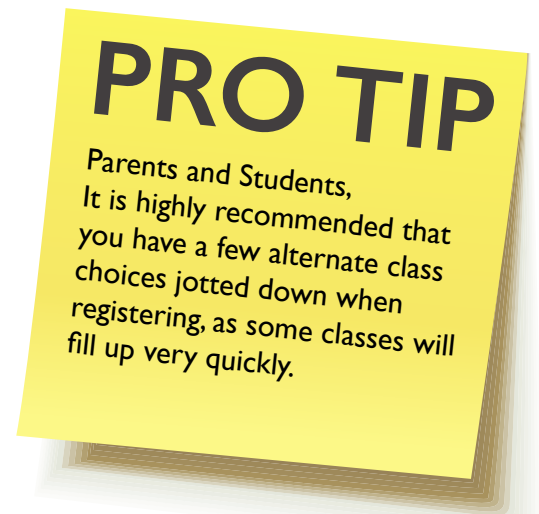 PRO TIP
Parents and Students,
It is highly recommended that
you have a few alternate class
choices jotted down when
registering, as some classes will
fill up very quickly.